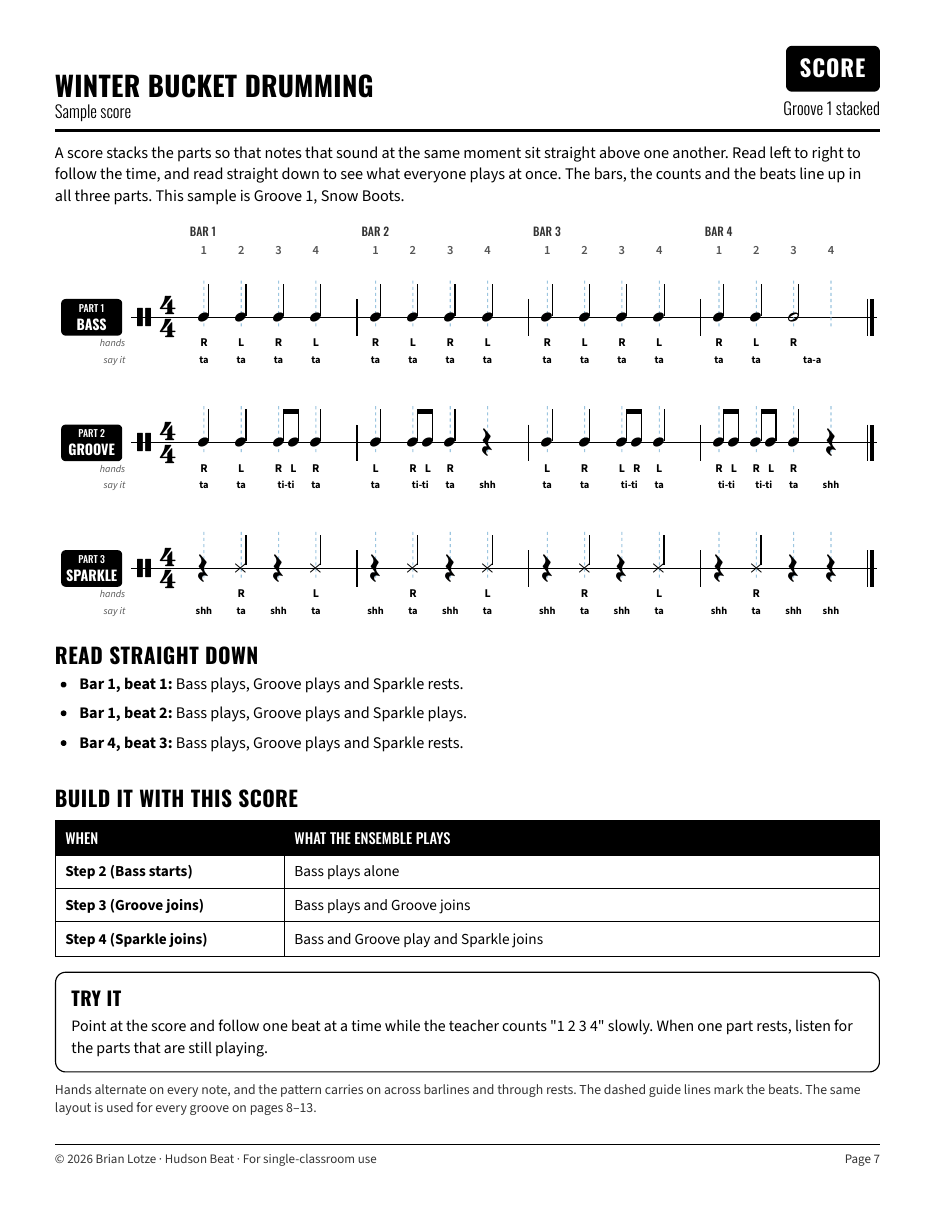 SCORE
WINTER BUCKET DRUMMING
Sample score
Groove 1 stacked
A score stacks the parts so that notes that sound at the same moment sit straight above one another. Read left to right to
follow the time, and read straight down to see what everyone plays at once. The bars, the counts and the beats line up in
all three parts. This sample is Groove 1, Snow Boots.
BAR 1 BAR 2 BAR 3 BAR 4
1 2 3 4 1 2 3 4 1 2 3 4 1 2 3 4
PART 1
BASS
4
4
hands R L R L R L R L R L R L R L R
say it ta ta ta ta ta ta ta ta ta ta ta ta ta ta ta-a
PART 2
GROOVE
4
4
hands R L R L R L R L R L R L R L R L R L R
say it ta ta ti-ti ta ta ti-ti ta shh ta ta ti-ti ta ti-ti ti-ti ta shh
PART 3
SPARKLE
4
4
hands R L R L R L R
say it shh ta shh ta shh ta shh ta shh ta shh ta shh ta shh shh
READ STRAIGHT DOWN
• Bar 1, beat 1: Bass plays, Groove plays and Sparkle rests.
• Bar 1, beat 2: Bass plays, Groove plays and Sparkle plays.
• Bar 4, beat 3: Bass plays, Groove plays and Sparkle rests.
BUILD IT WITH THIS SCORE
WHEN WHAT THE ENSEMBLE PLAYS
Step 2 (Bass starts) Bass plays alone
Step 3 (Groove joins) Bass plays and Groove joins
Step 4 (Sparkle joins) Bass and Groove play and Sparkle joins
TRY IT
Point at the score and follow one beat at a time while the teacher counts "1 2 3 4" slowly. When one part rests, listen for
the parts that are still playing.
Hands alternate on every note, and the pattern carries on across barlines and through rests. The dashed guide lines mark the beats. The same
layout is used for every groove on pages 8–13.
© 2026 Brian Lotze · Hudson Beat · For single-classroom use
Page 7